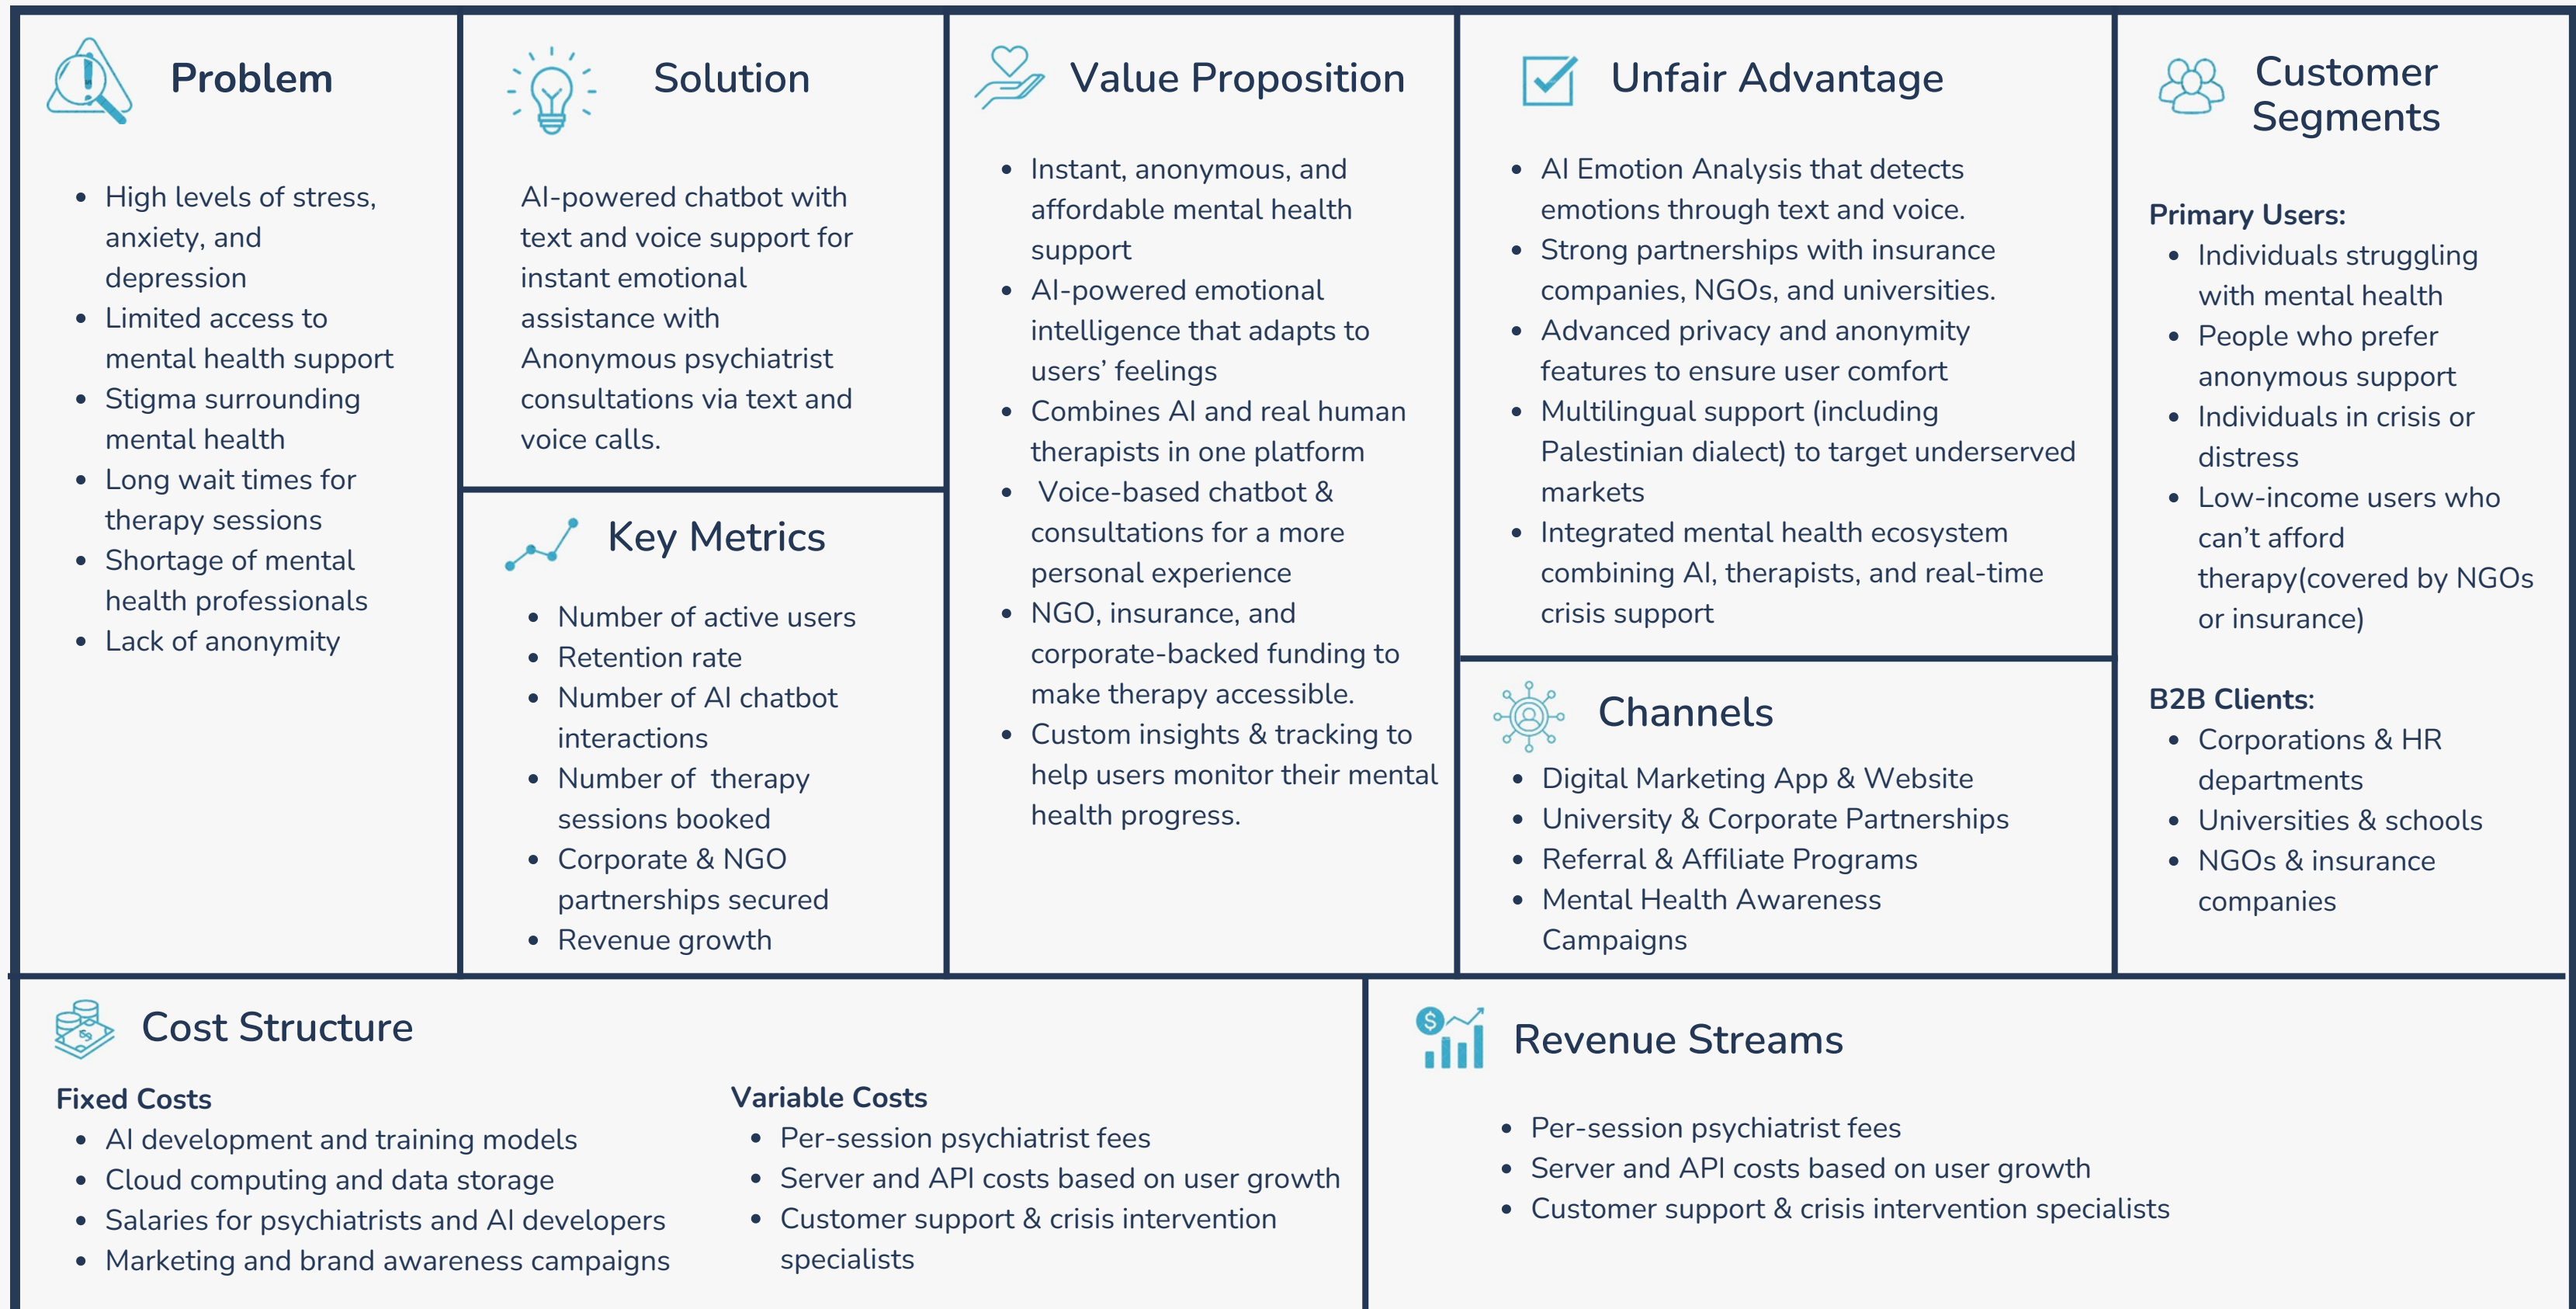 Problem
High levels of stress,
anxiety, and
depression
Limited access to
mental health support
Stigma surrounding
mental health
Long wait times for
therapy sessions
Shortage of mental
health professionals
Lack of anonymity
Solution
AI-powered chatbot with
text and voice support for
instant emotional
assistance with
Anonymous psychiatrist
consultations via text and
voice calls.
Key Metrics
Number of active users
Retention rate
Number of AI chatbot
interactions
Number of  therapy
sessions booked
Corporate & NGO
partnerships secured
Revenue growth
Value Proposition
Instant, anonymous, and
affordable mental health
support
AI-powered emotional
intelligence that adapts to
users’ feelings
Combines AI and real human
therapists in one platform
Voice-based chatbot &
consultations for a more
personal experience
NGO, insurance, and
corporate-backed funding to
make therapy accessible.
Custom insights & tracking to
help users monitor their mental
health progress.
Unfair Advantage
AI Emotion Analysis that detects
emotions through text and voice.
Strong partnerships with insurance
companies, NGOs, and universities.
Advanced privacy and anonymity
features to ensure user comfort
Multilingual support (including
Palestinian dialect) to target underserved
markets
Integrated mental health ecosystem
combining AI, therapists, and real-time
crisis support
Channels
Digital Marketing App & Website
University & Corporate Partnerships
Referral & Affiliate Programs
Mental Health Awareness
Campaigns
Customer
Segments
Primary Users:
Individuals struggling
with mental health
People who prefer
anonymous support
Individuals in crisis or
distress
Low-income users who
can’t afford
therapy(covered by NGOs
or insurance)
B2B Clients:
Corporations & HR
departments
Universities & schools
NGOs & insurance
companies
Cost Structure
Fixed Costs
AI development and training models
Cloud computing and data storage
Salaries for psychiatrists and AI developers
Marketing and brand awareness campaigns
Variable Costs
Per-session psychiatrist fees
Server and API costs based on user growth
Customer support & crisis intervention
specialists
$
Revenue Streams
Per-session psychiatrist fees
Server and API costs based on user growth
Customer support & crisis intervention specialists